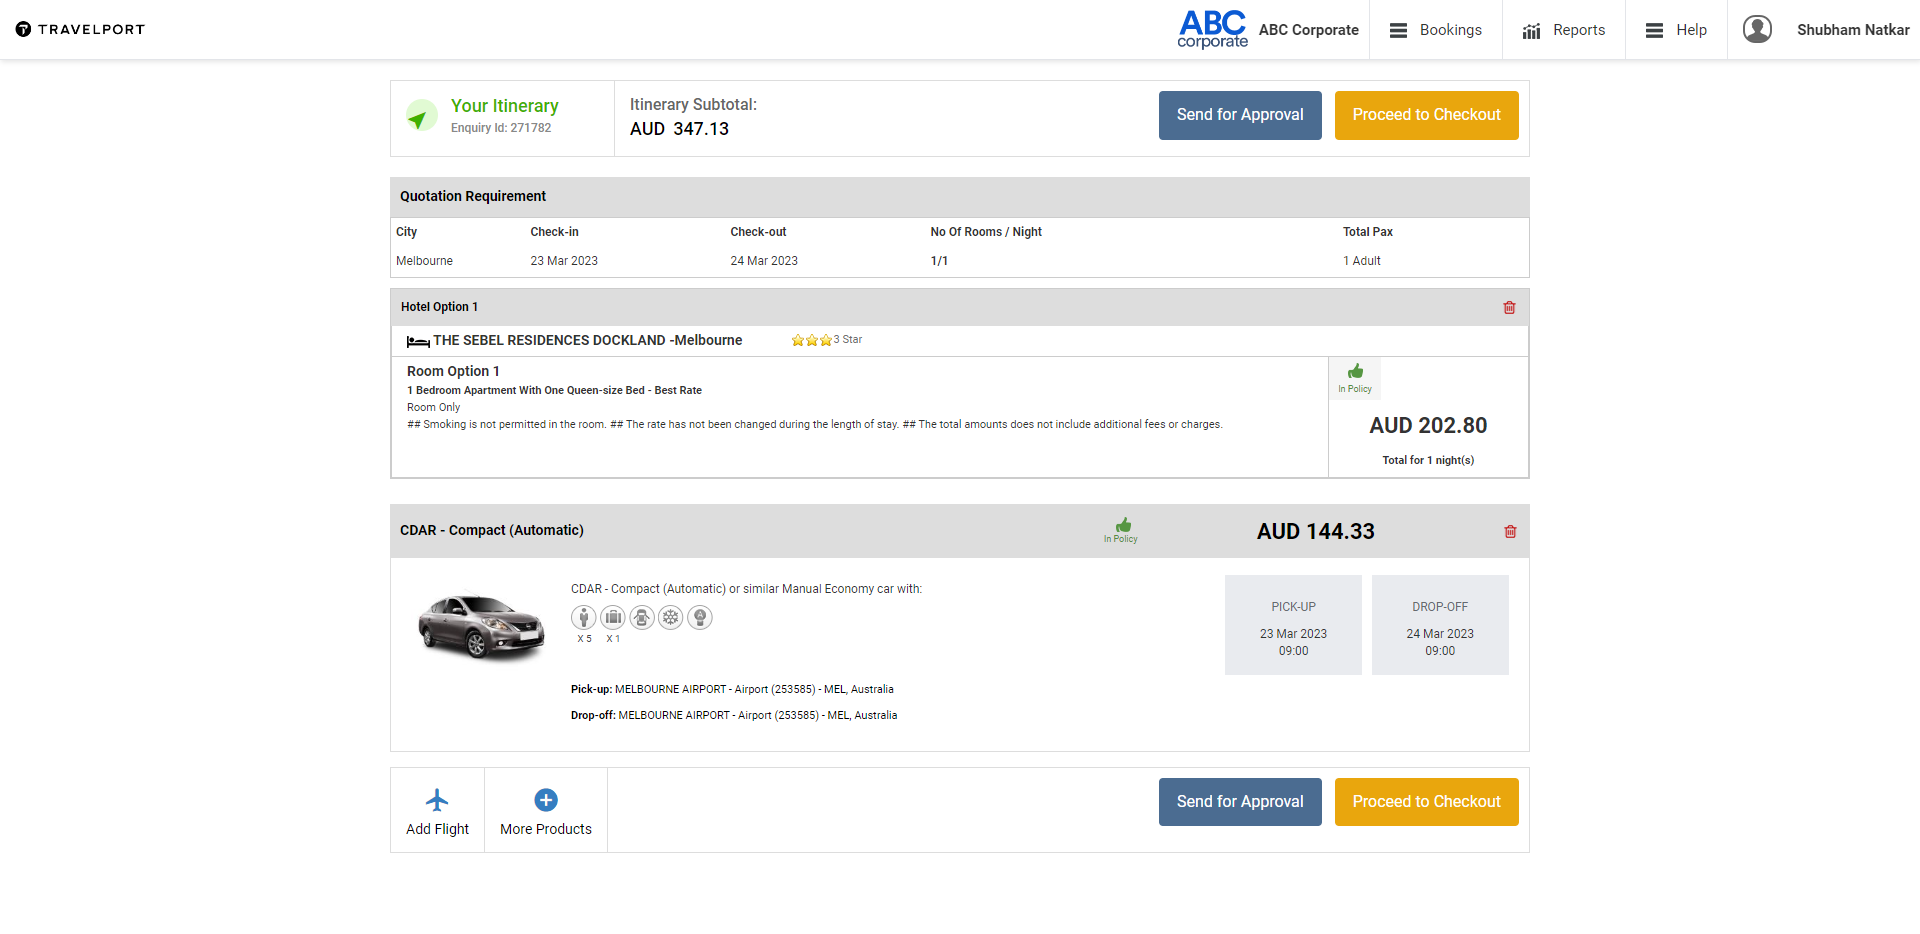 TRAVELPORT
ABC
corporate
ABC Corporate
Bookings
Reports
Help
Shubham Natkar
Your Itinerary
Enquiry Id: 271782
Itinerary Subtotal:
AUD 347.13
Send for Approval
Proceed to Checkout
Quotation Requirement
City Check-in Check-out No Of Rooms / Night Total Pax
Melbourne 23 Mar 2023 24 Mar 2023 1/1 1 Adult
Hotel Option 1
THE SEBEL RESIDENCES DOCKLAND -Melbourne 3 Star
Room Option 1
1 Bedroom Apartment With One Queen-size Bed - Best Rate
Room Only
## Smoking is not permitted in the room. ## The rate has not been changed during the length of stay. ## The total amounts does not include additional fees or charges.
In Policy
AUD 202.80
Total for 1 night(s)
CDAR - Compact (Automatic)
In Policy
AUD 144.33
CDAR - Compact (Automatic) or similar Manual Economy car with:
X 5 X 1
Pick-up: MELBOURNE AIRPORT - Airport (253585) - MEL, Australia
Drop-off: MELBOURNE AIRPORT - Airport (253585) - MEL, Australia
PICK-UP
23 Mar 2023
09:00
DROP-OFF
24 Mar 2023
09:00
Add Flight
More Products
Send for Approval
Proceed to Checkout